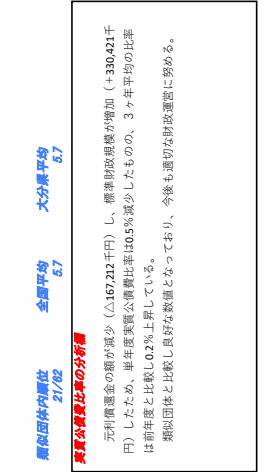 類似団体内順位 全国平均 大分県平均
21/62 5.7 5.7
実質公債費比率の分析欄
元利償還金の額が減少（△167,212千円）し、標準財政規模が増加（＋330,421千
円）したため、単年度実質公債費比率は0.5％減少したものの、３ヶ年平均の比率
は前年度と比較し0.2％上昇している。
類似団体と比較し良好な数値となっており、今後も適切な財政運営に努める。